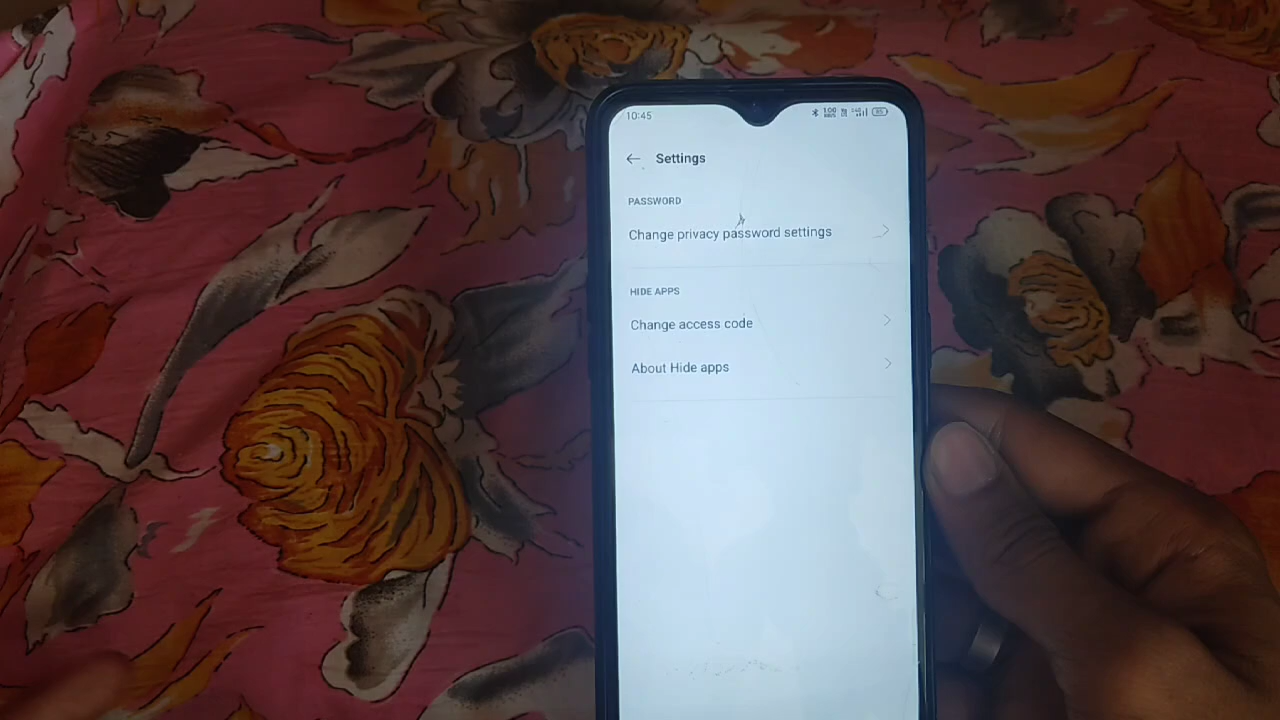 10:45
Settings
PASSWORD
Change privacy password settings
HIDE APPS
Change access code
About Hide apps